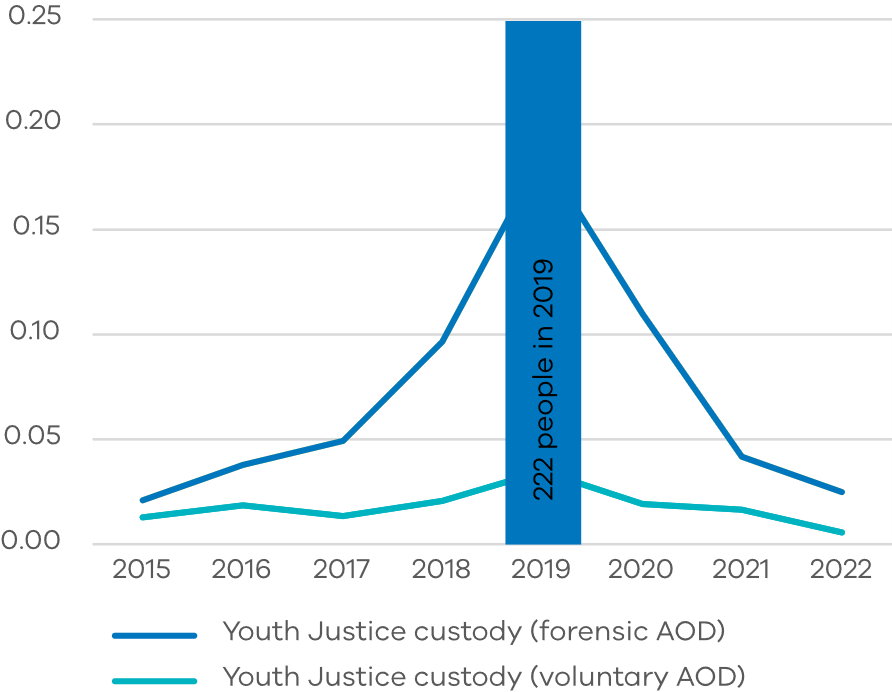 0.25
0.20
0.15
0.10
0.05
0.00
222 people in 2019
2015 2016 2017 2018 2019 2020 2021 2022
Youth Justice custody (forensic AOD)
Youth Justice custody (voluntary AOD)